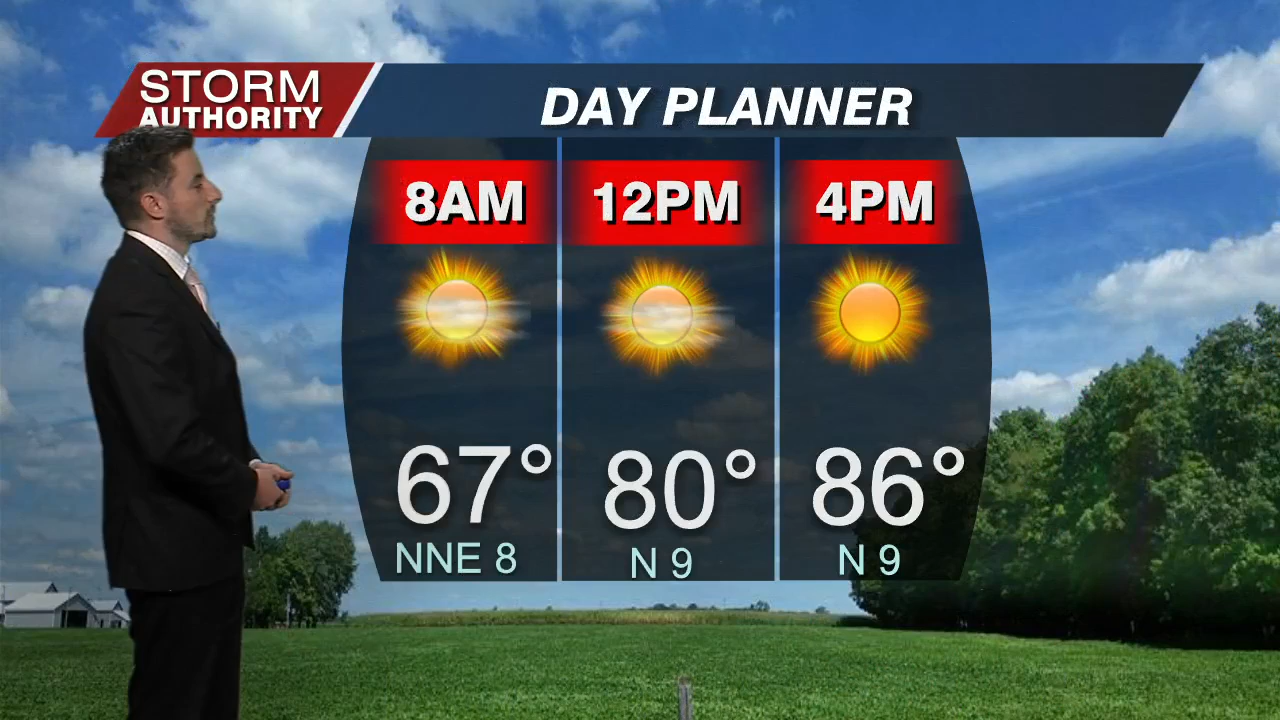 STORM
AUTHORITY
DAY PLANNER
8AM
12PM
4PM
67°
80°
86°
NNE 8
N 9
N 9